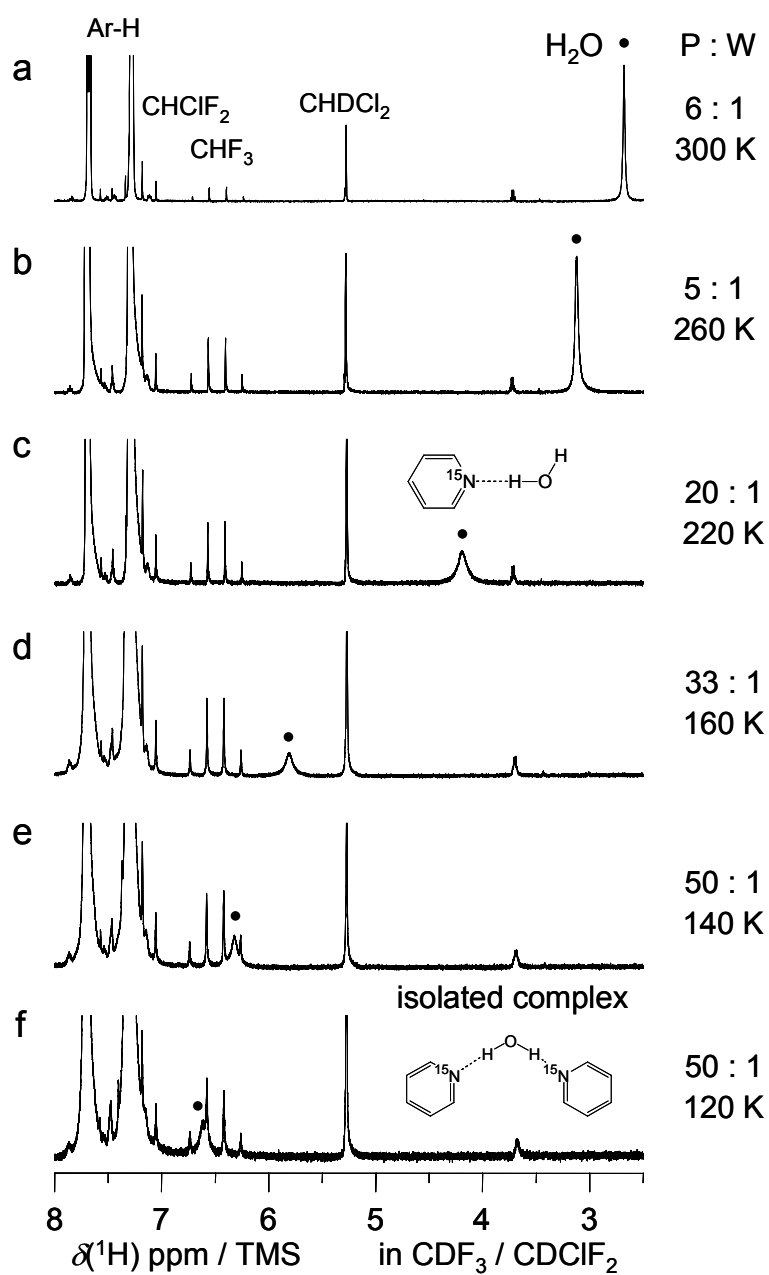 Ar-H
H₂O • P : W
a
CHClF₂
CHF₃
CHDCl₂
6 : 1
300 K
b
5 : 1
260 K
c
¹⁵N H O H
20 : 1
220 K
d
33 : 1
160 K
e
50 : 1
140 K
isolated complex
f
¹⁵N H O H ¹⁵N
50 : 1
120 K
8 7 6 5 4 3
δ(¹H) ppm / TMS in CDF₃ / CDClF₂